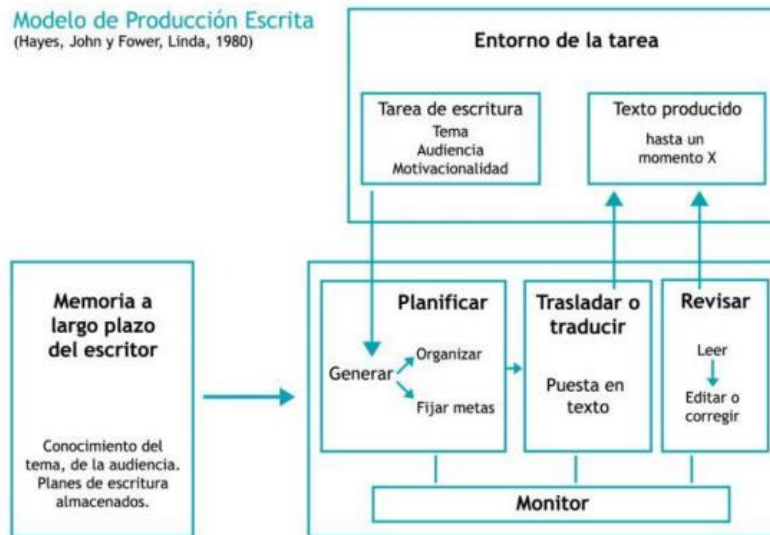 Modelo de Producción Escrita
(Hayes, John y Fower, Linda, 1980)
Entorno de la tarea
Tarea de escritura
Tema
Audiencia
Motivacionalidad
Texto producido
hasta un
momento X
Memoria a
largo plazo
del escritor
Conocimiento del
tema, de la audiencia.
Planes de escritura
almacenados.
Planificar
Generar
Organizar
Fijar metas
Trasladar o
traducir
Puesta en
texto
Revisar
Leer
Editar o
corregir
Monitor